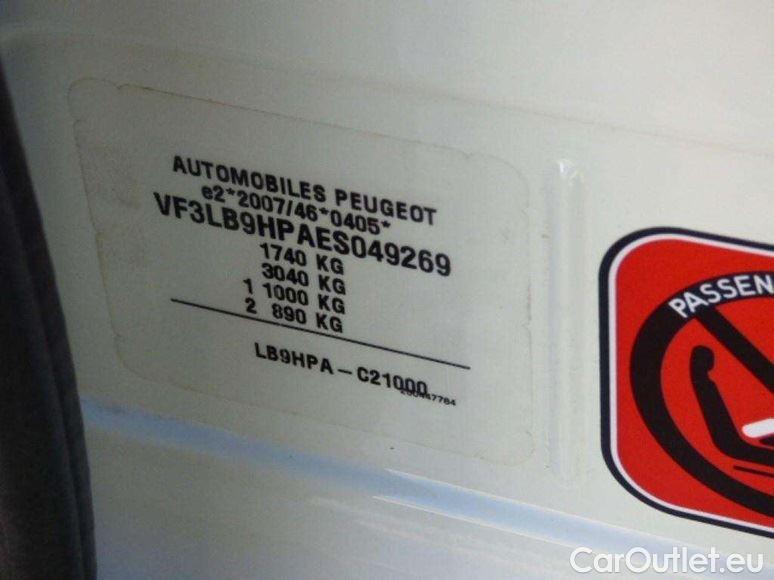 AUTOMOBILES PEUGEOT
e2*2007/46*0405*
VF3LB9HPAES049269
1740 KG
3040 KG
1 1000 KG
2 890 KG
LB9HPA - C21000
PASSEN
CarOutlet.eu